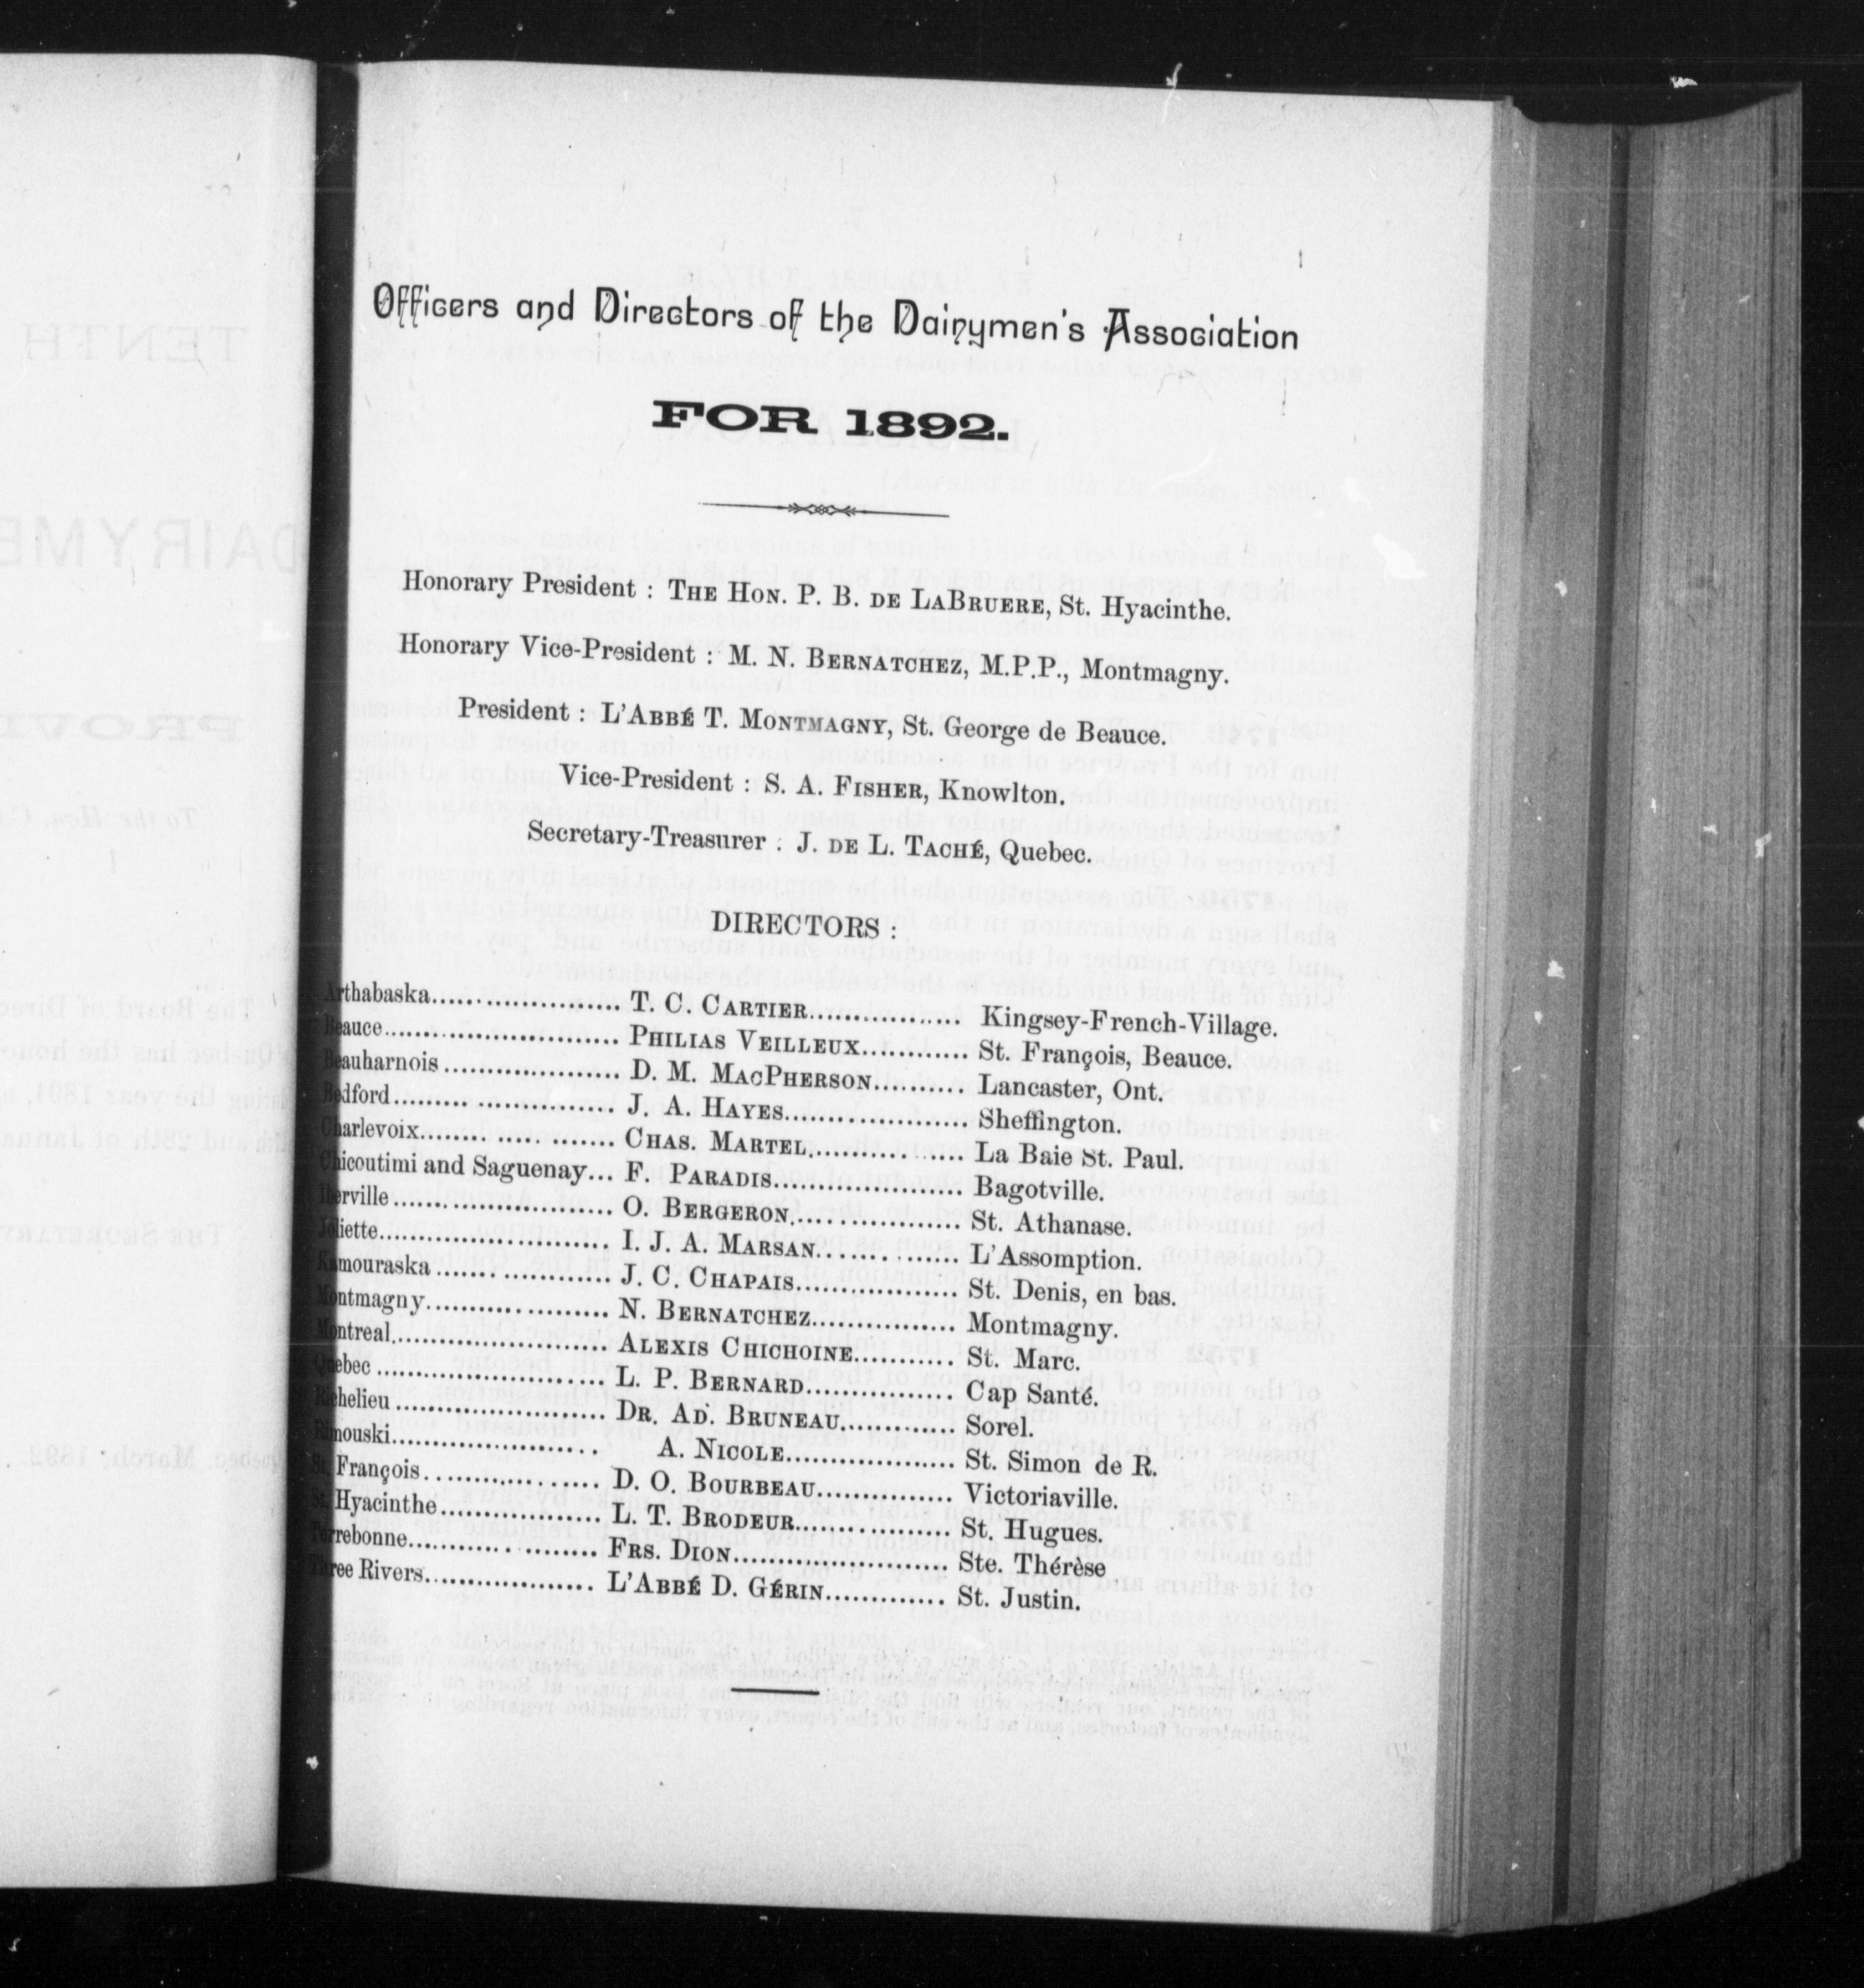 Officers and Directors of the Dairymen's Association
FOR 1892.
Honorary President : THE HON. P. B. DE LABRUERE, St. Hyacinthe.
Honorary Vice-President : M. N. BERNATCHEZ, M.P.P., Montmagny.
President : L'ABBÉ T. MONTMAGNY, St. George de Beauce.
Vice-President : S. A. FISHER, Knowlton.
Secretary-Treasurer : J. DE L. TACHÉ, Quebec.
DIRECTORS :
Arthabaska..................... T. C. CARTIER................ Kingsey-French-Village.
Beauce.......................... PHILIAS VEILLEUX........... St. François, Beauce.
Beauharnois.................... D. M. MACPHERSON.......... Lancaster, Ont.
Bedford......................... J. A. HAYES.................... Sheffington.
Charlevoix...................... CHAS. MARTEL................. La Baie St. Paul.
Chicoutimi and Saguenay... F. PARADIS..................... Bagotville.
Iberville........................ O. BERGERON................... St. Athanase.
Joliette.......................... I. J. A. MARSAN................ L'Assomption.
Kamouraska.................... J. C. CHAPAIS.................. St. Denis, en bas.
Montmagny..................... N. BERNATCHEZ................ Montmagny.
Montreal........................ ALEXIS CHICHOINE........... St. Marc.
Quebec.......................... L. P. BERNARD................ Cap Santé.
Richelieu........................ DR. AD. BRUNEAU............. Sorel.
Rimouski........................ A. NICOLE................... St. Simon de R.
St. François.................... D. O. BOURBEAU............... Victoriaville.
St. Hyacinthe.................. L. T. BRODEUR................. St. Hugues.
Terrebonne..................... FRS. DION........................ Ste. Thérèse
Three Rivers................... L'ABBÉ D. GÉRIN............. St. Justin.